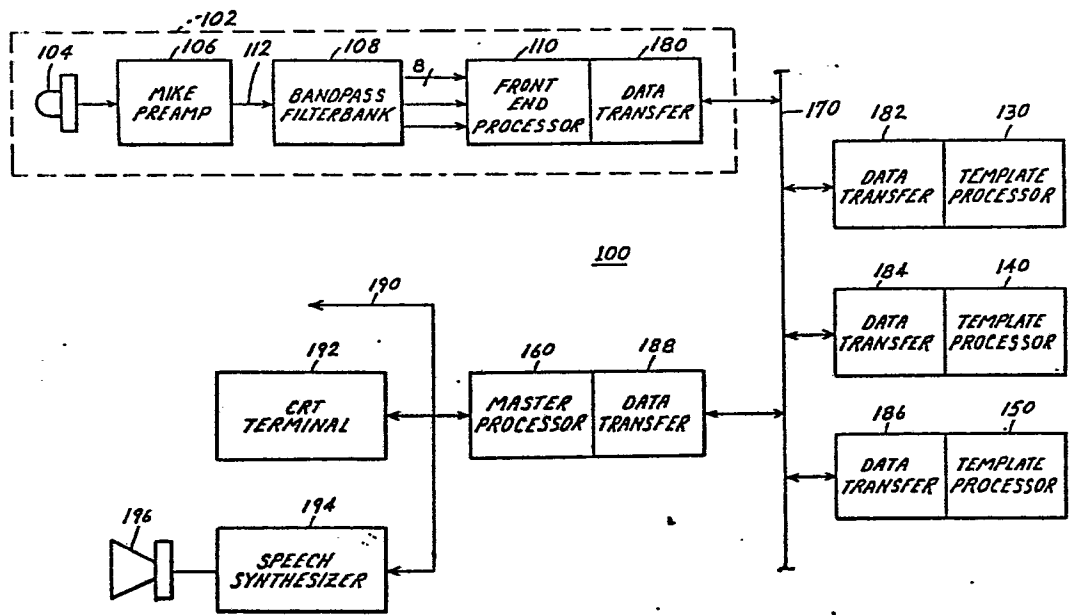 102
104
106
112
108
8
110
180
MIKE
PREAMP
BANDPASS
FILTERBANK
FRONT
END
PROCESSOR
DATA
TRANSFER
170
182
130
DATA
TRANSFER
TEMPLATE
PROCESSOR
100
184
140
DATA
TRANSFER
TEMPLATE
PROCESSOR
190
192
160
188
CRT
TERMINAL
MASTER
PROCESSOR
DATA
TRANSFER
186
150
DATA
TRANSFER
TEMPLATE
PROCESSOR
196
194
SPEECH
SYNTHESIZER